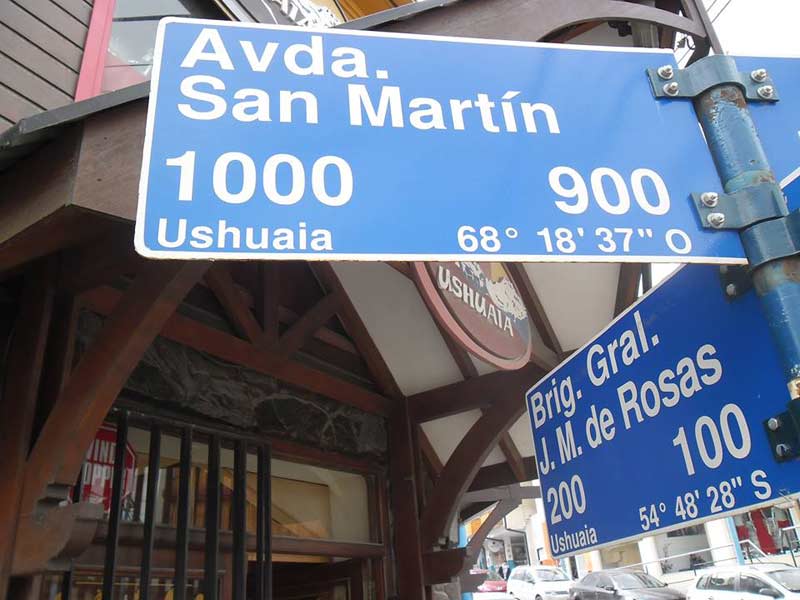 Avda.
San Martín
1000 900
Ushuaia 68° 18' 37" O
USHUAIA
Brig. Gral.
J. M. de Rosas
200 100
Ushuaia 54° 48' 28" S